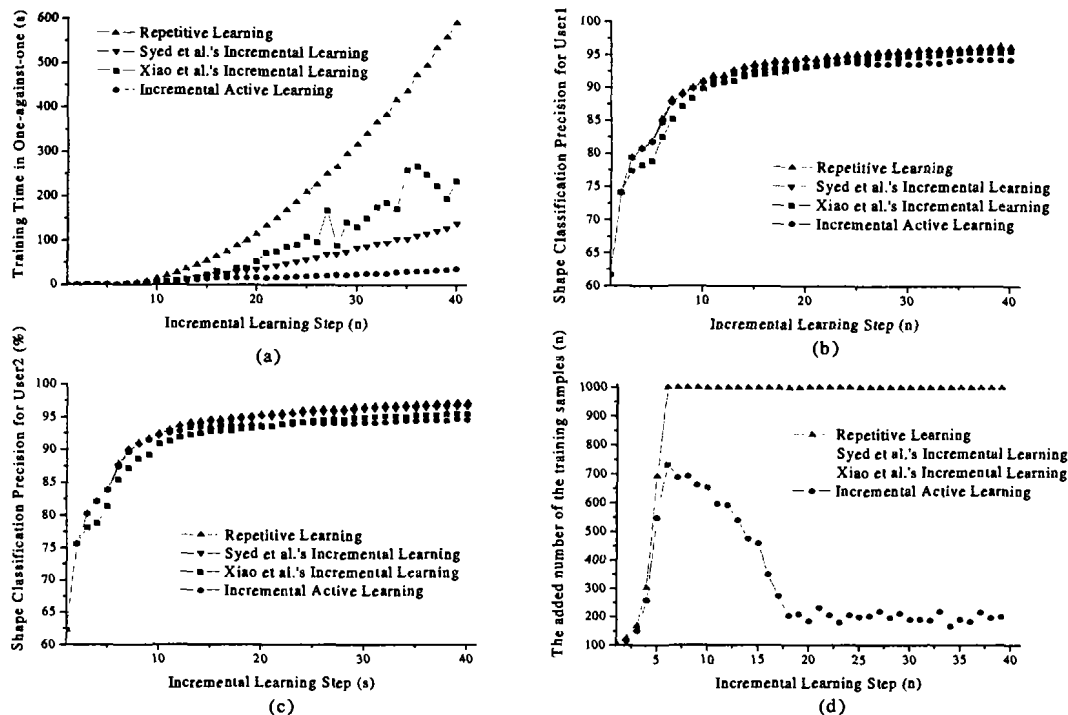 Training Time in One-against-one (s)
600
500
400
300
200
100
0
Repetitive Learning
Syed et al.'s Incremental Learning
Xiao et al.'s Incremental Learning
Incremental Active Learning
10
20
30
40
Incremental Learning Step (n)
(a)
Shape Classification Precision for User1
100
95
90
85
80
75
70
65
60
Repetitive Learning
Syed et al.'s Incremental Learning
Xiao et al.'s Incremental Learning
Incremental Active Learning
10
20
30
40
Incremental Learning Step (n)
(b)
Shape Classification Precision for User2 (%)
100
95
90
85
80
75
70
65
60
Repetitive Learning
Syed et al.'s Incremental Learning
Xiao et al.'s Incremental Learning
Incremental Active Learning
10
20
30
40
Incremental Learning Step (s)
(c)
The added number of the training samples (n)
1000
900
800
700
600
500
400
300
200
100
Repetitive Learning
Syed et al.'s Incremental Learning
Xiao et al.'s Incremental Learning
Incremental Active Learning
5
10
15
20
25
30
35
40
Incremental Learning Step (n)
(d)